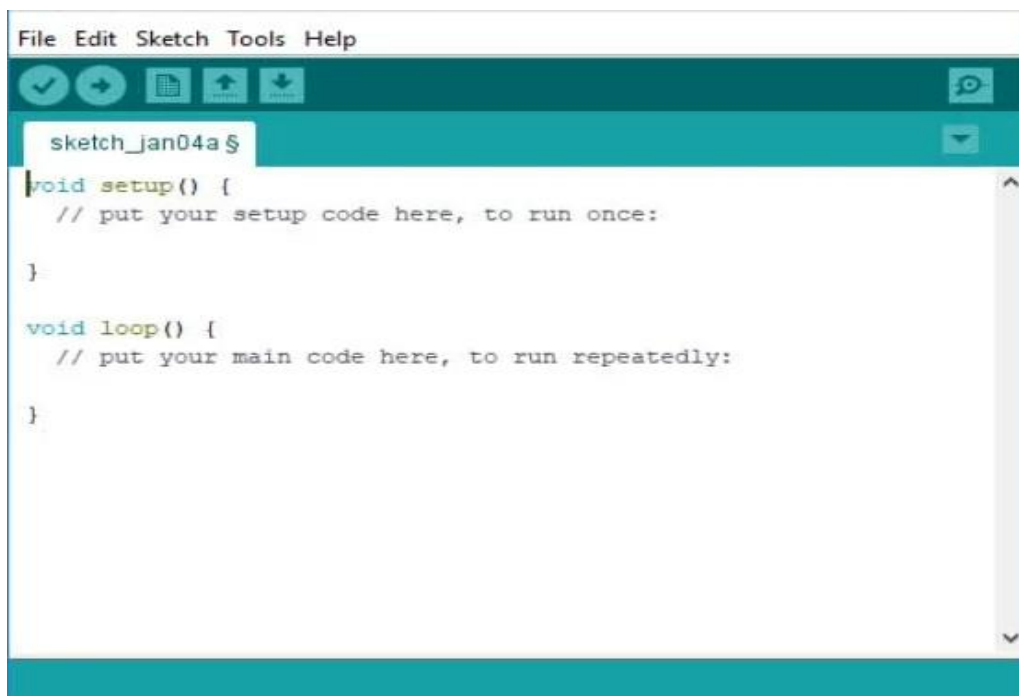 File Edit Sketch Tools Help
sketch_jan04a §
void setup() {
  // put your setup code here, to run once:
}
void loop() {
  // put your main code here, to run repeatedly:
}